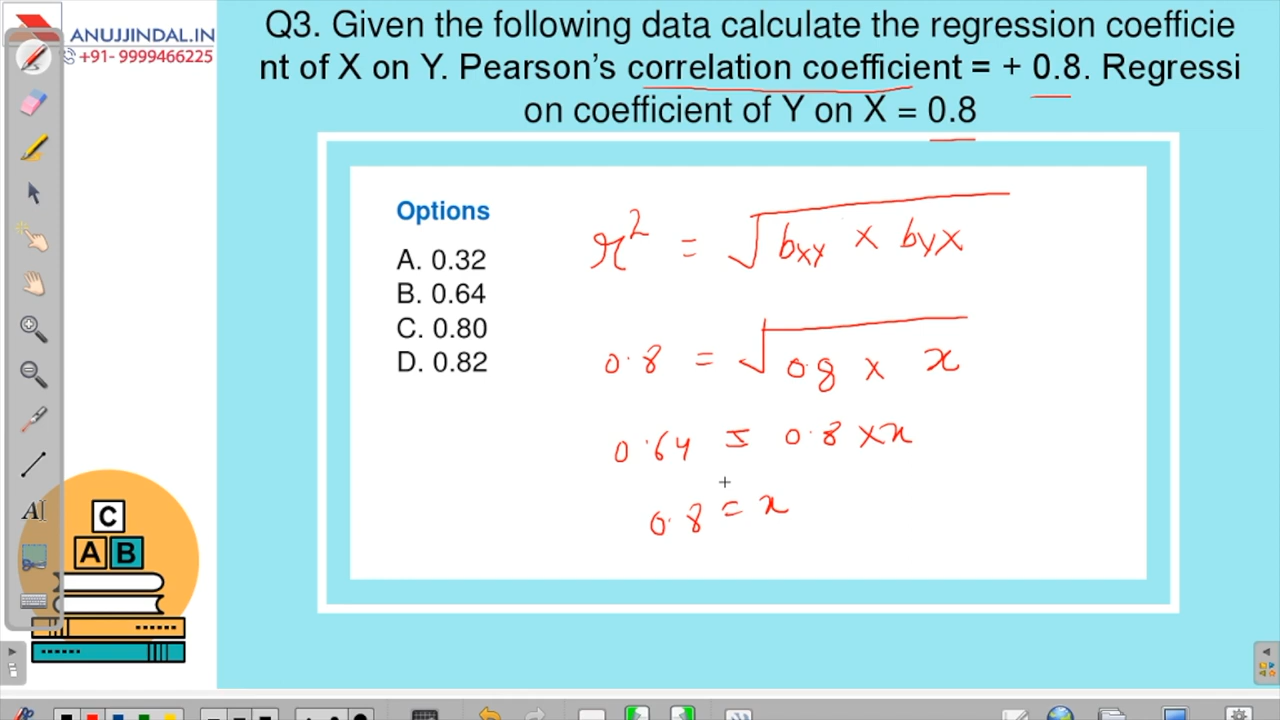 ANUJJINDAL.IN
+91- 9999466225
Q3. Given the following data calculate the regression coefficie
nt of X on Y. Pearson's correlation coefficient = + 0.8. Regressi
on coefficient of Y on X = 0.8
Options
A. 0.32
B. 0.64
C. 0.80
D. 0.82
r² = √bxy × byx
0.8 = √0.8 × x
0.64 = 0.8 × x
0.8 = x
C
A B
AI